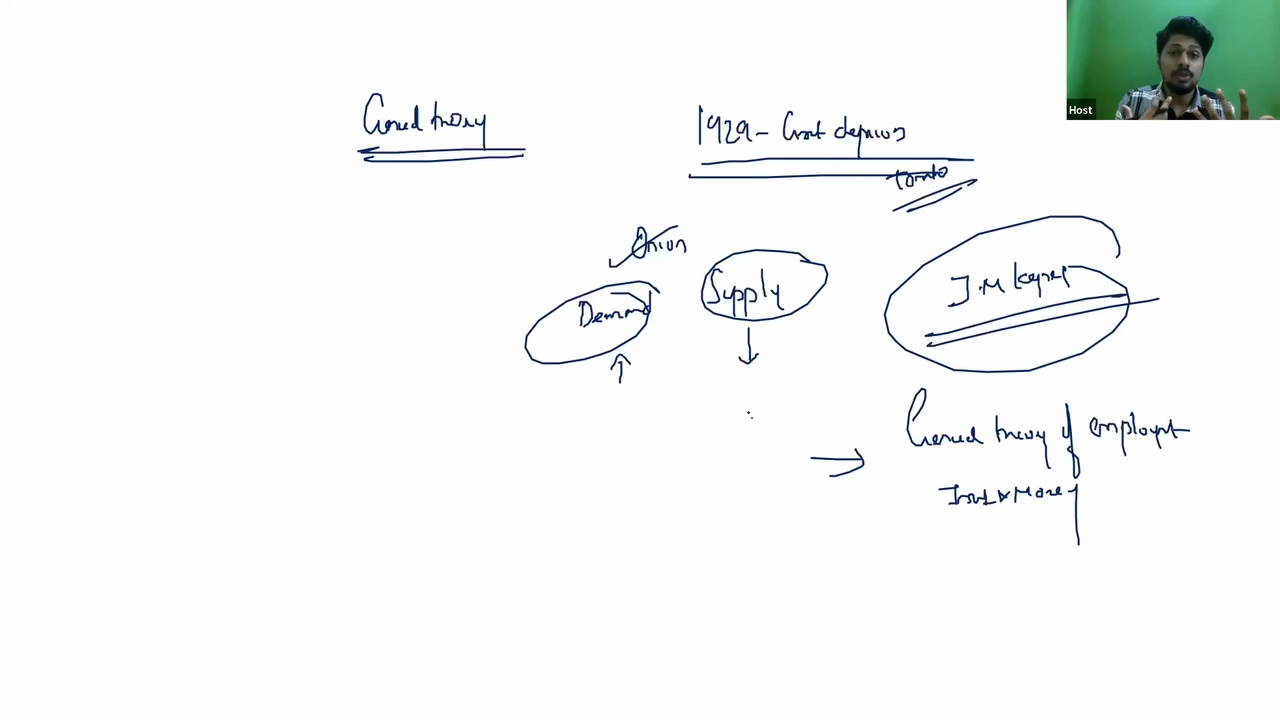 Host
General theory
1929 - Great depression
tomato
Onion
Demand
Supply
J.M Keynes
General theory of employment
Int & Money